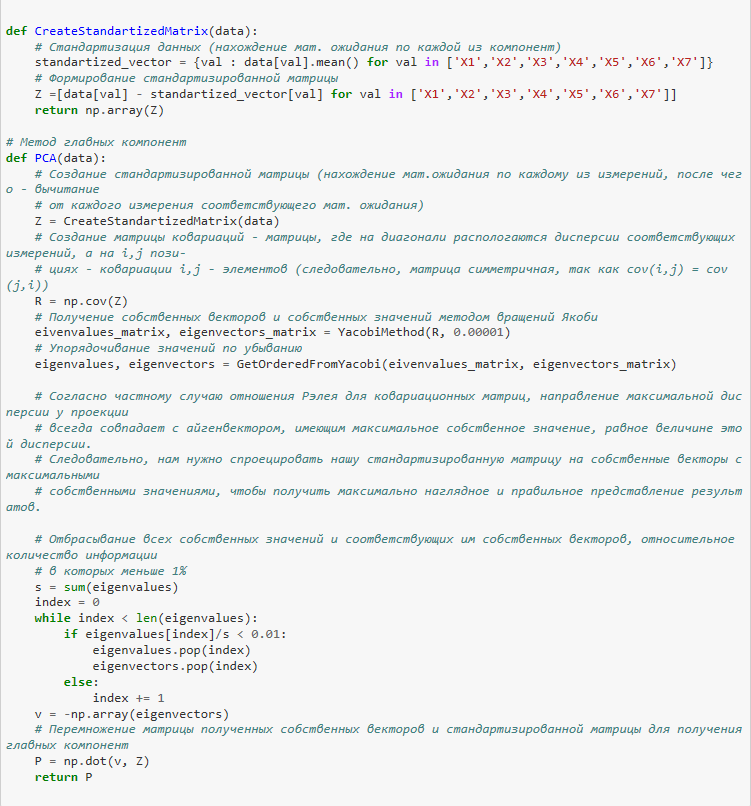 def CreateStandartizedMatrix(data):
# Стандартизация данных (нахождение мат. ожидания по каждой из компонент)
standartized_vector = {val : data[val].mean() for val in ['X1','X2','X3','X4','X5','X6','X7']}
# Формирование стандартизированной матрицы
Z =[data[val] - standartized_vector[val] for val in ['X1','X2','X3','X4','X5','X6','X7']]
return np.array(Z)
# Метод главных компонент
def PCA(data):
# Создание стандартизированной матрицы (нахождение мат.ожидания по каждому из измерений, после чег
о - вычитание
# от каждого измерения соответствующего мат. ожидания)
Z = CreateStandartizedMatrix(data)
# Создание матрицы ковариаций - матрицы, где на диагонали распологаются дисперсии соответствующих
измерений, а на i,j пози-
# циях - ковариации i,j - элементов (следовательно, матрица симметричная, так как cov(i,j) = cov
(j,i))
R = np.cov(Z)
# Получение собственных векторов и собственных значений методом вращений Якоби
eivenvalues_matrix, eigenvectors_matrix = YacobiMethod(R, 0.00001)
# Упорядочивание значений по убыванию
eigenvalues, eigenvectors = GetOrderedFromYacobi(eivenvalues_matrix, eigenvectors_matrix)
# Согласно частному случаю отношения Рэлея для ковариационных матриц, направление максимальной дис
персии у проекции
# всегда совпадает с айгенвектором, имеющим максимальное собственное значение, равное величине это
й дисперсии.
# Следовательно, нам нужно спроецировать нашу стандартизированную матрицу на собственные векторы с
максимальными
# собственными значениями, чтобы получить максимально наглядное и правильное представление результ
атов.
# Отбрасывание всех собственных значений и соответствующих им собственных векторов, относительное
количество информации
# в которых меньше 1%
s = sum(eigenvalues)
index = 0
while index < len(eigenvalues):
if eigenvalues[index]/s < 0.01:
eigenvalues.pop(index)
eigenvectors.pop(index)
else:
index += 1
v = -np.array(eigenvectors)
# Перемножение матрицы полученных собственных векторов и стандартизированной матрицы для получения
главных компонент
P = np.dot(v, Z)
return P